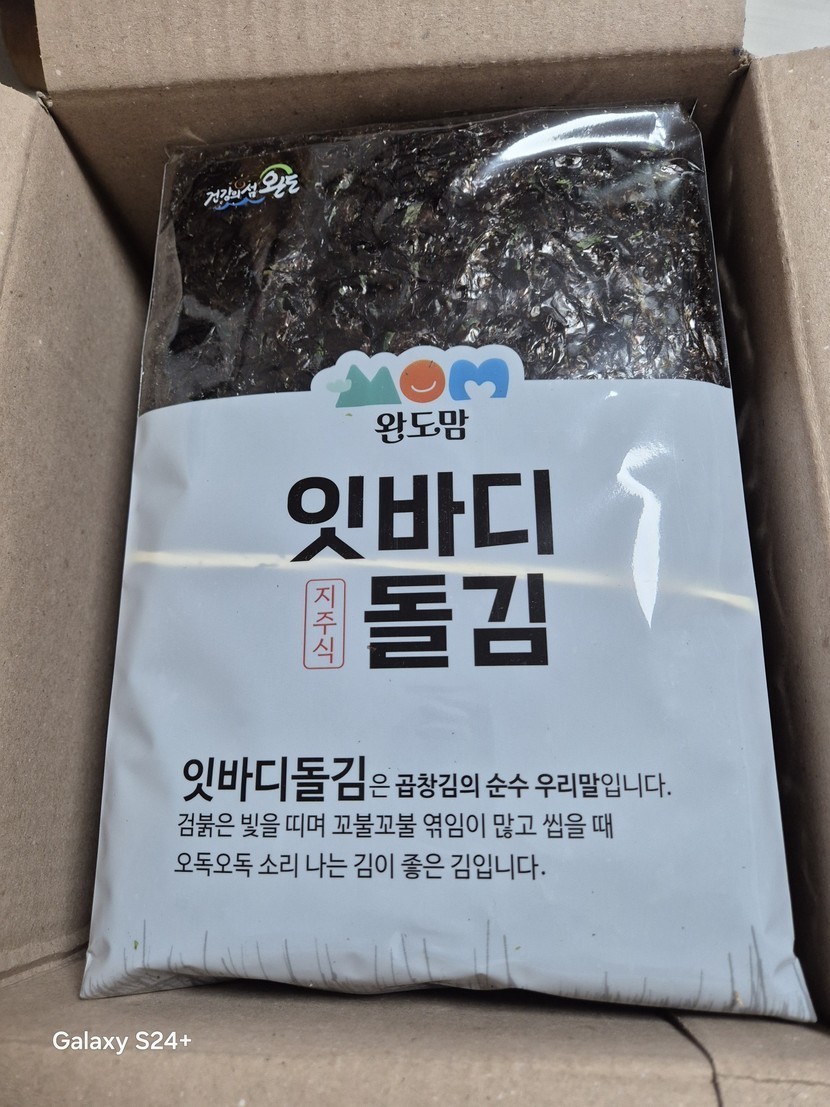 건강의섬 완도
MOM
완도맘
잇바디
지주식
돌김
잇바디돌김은 곱창김의 순수 우리말입니다.
검붉은 빛을 띠며 꼬불꼬불 엮임이 많고 씹을 때
오독오독 소리 나는 김이 좋은 김입니다.
Galaxy S24+